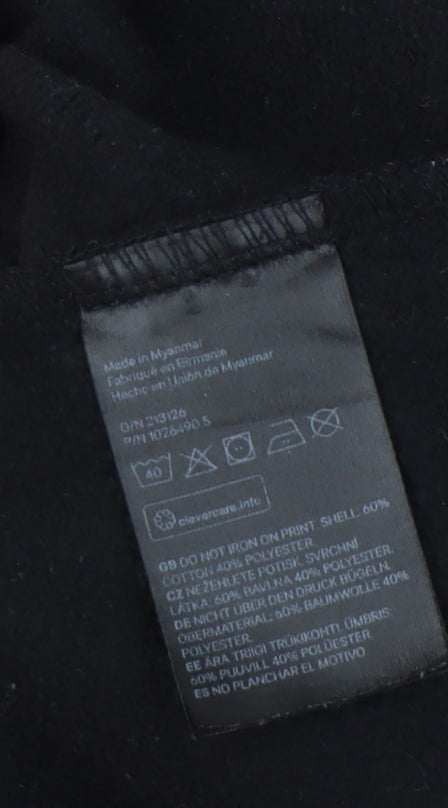 Made in Myanmar
Fabriqué en Birmanie
Hecho en Unión de Myanmar
O/N 213126
P/N 1026490 S
40
clevercare.info
GB DO NOT IRON ON PRINT. SHELL. 60%
COTTON 40% POLYESTER.
CZ NEŽEHLETE POTISK. SVRCHNÍ
LÁTKA. 60% BAVLNA 40% POLYESTER.
DE NICHT ÜBER DEN DRUCK BÜGELN.
OBERMATERIAL. 60% BAUMWOLLE 40%
POLYESTER.
EE ÄRA TRIIGI TRÜKIKOHTI. ÜMBRIS.
60% PUUVILL 40% POLÜESTER.
ES NO PLANCHAR EL MOTIVO